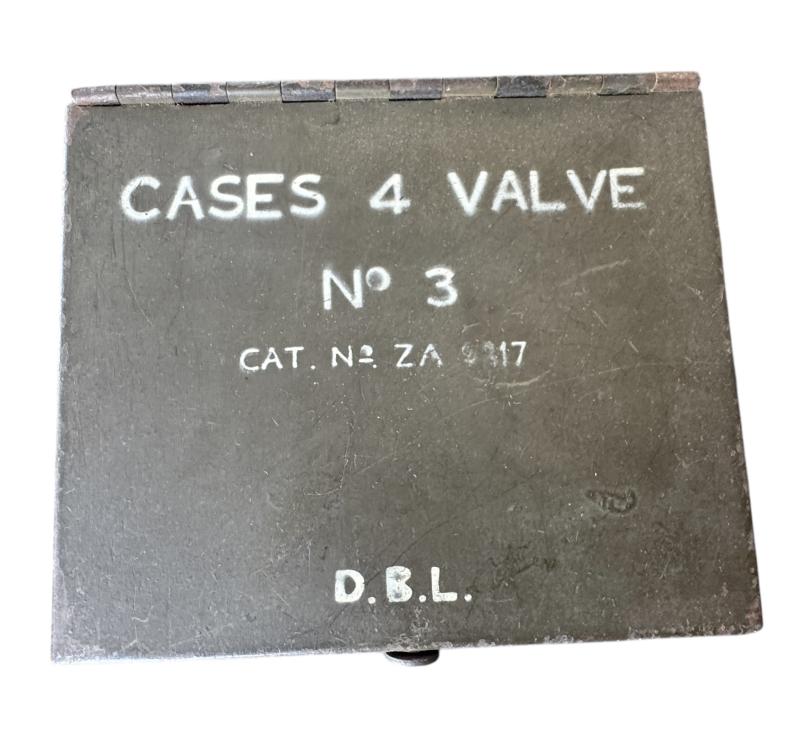 CASES 4 VALVE
Nº 3
CAT. Nº ZA
D.B.L.